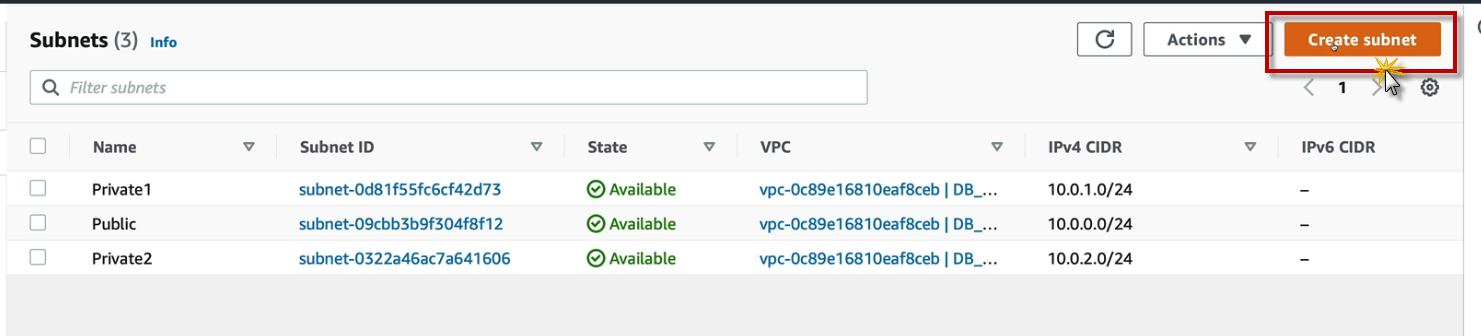 Subnets (3) Info
Actions Create subnet
Filter subnets
1
Name Subnet ID State VPC IPv4 CIDR IPv6 CIDR
Private1 subnet-0d81f55fc6cf42d73 Available vpc-0c89e16810eaf8ceb | DB_... 10.0.1.0/24 –
Public subnet-09cbb3b9f304f8f12 Available vpc-0c89e16810eaf8ceb | DB_... 10.0.0.0/24 –
Private2 subnet-0322a46ac7a641606 Available vpc-0c89e16810eaf8ceb | DB_... 10.0.2.0/24 –